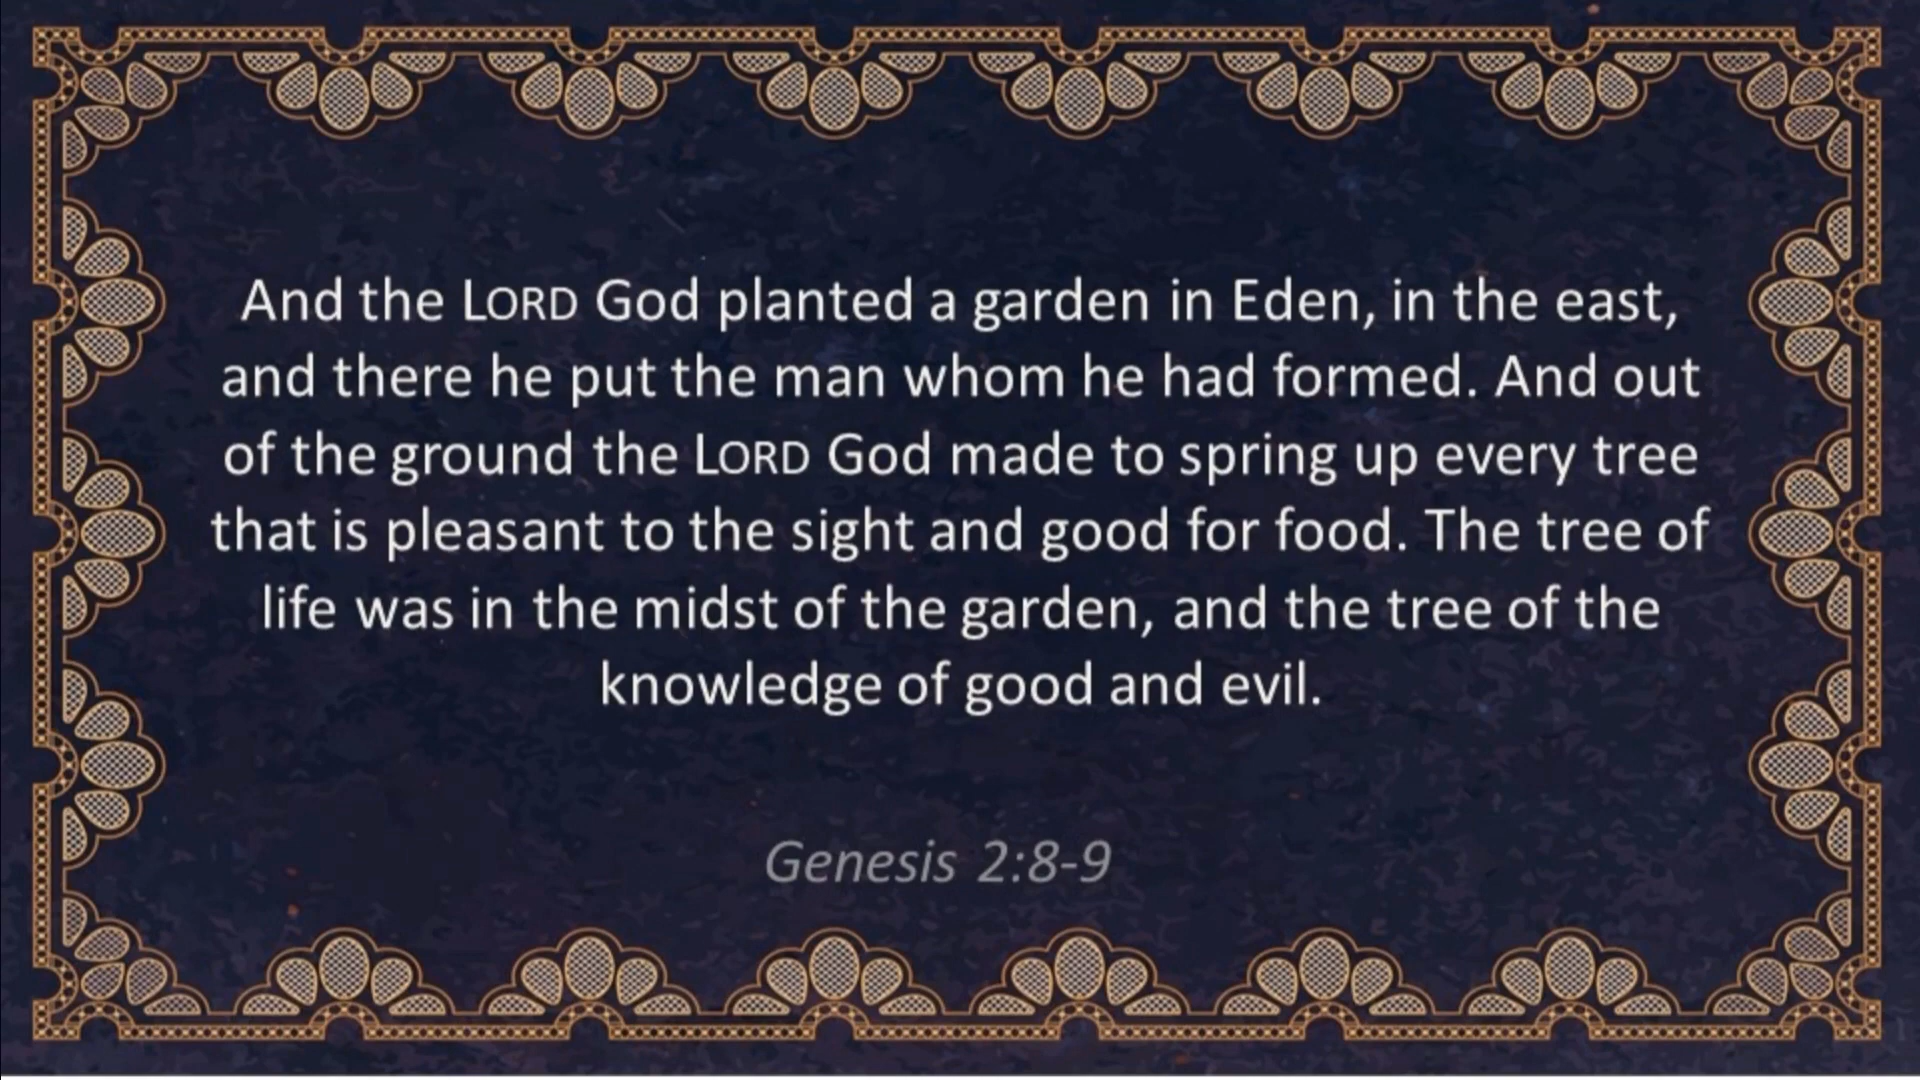 And the LORD God planted a garden in Eden, in the east,
and there he put the man whom he had formed. And out
of the ground the LORD God made to spring up every tree
that is pleasant to the sight and good for food. The tree of
life was in the midst of the garden, and the tree of the
knowledge of good and evil.
Genesis 2:8-9